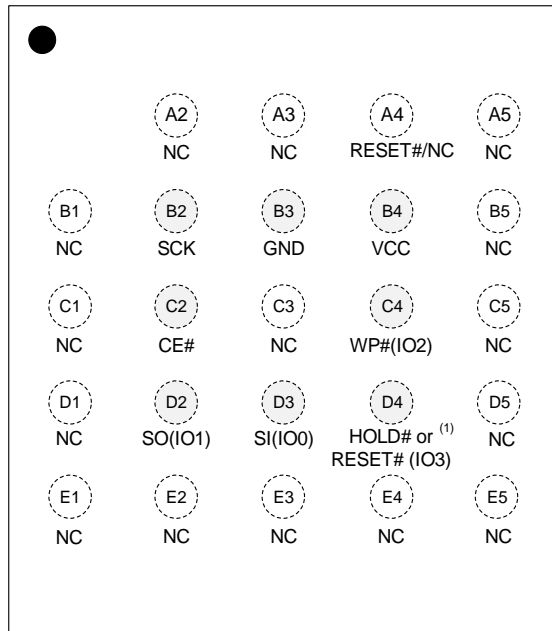 A2 A3 A4 A5
NC NC RESET#/NC NC
B1 B2 B3 B4 B5
NC SCK GND VCC NC
C1 C2 C3 C4 C5
NC CE# NC WP#(IO2) NC
D1 D2 D3 D4 D5
NC SO(IO1) SI(IO0) HOLD# or (1) NC
RESET# (IO3)
E1 E2 E3 E4 E5
NC NC NC NC NC